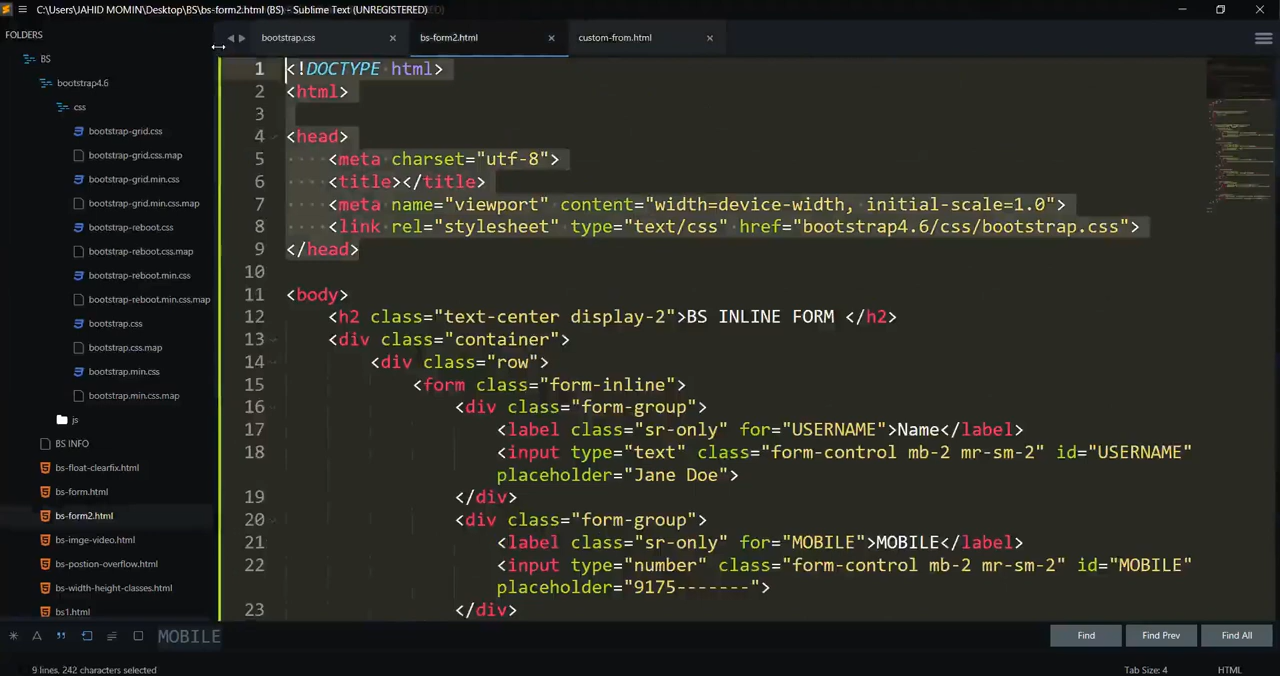 C:\Users\JAHID MOMIN\Desktop\BS\bs-form2.html (BS) - Sublime Text (UNREGISTERED)
FOLDERS
BS
bootstrap4.6
css
bootstrap-grid.css
bootstrap-grid.css.map
bootstrap-grid.min.css
bootstrap-grid.min.css.map
bootstrap-reboot.css
bootstrap-reboot.css.map
bootstrap-reboot.min.css
bootstrap-reboot.min.css.map
bootstrap.css
bootstrap.css.map
bootstrap.min.css
bootstrap.min.css.map
js
BS INFO
bs-float-clearfix.html
bs-form.html
bs-form2.html
bs-imge-video.html
bs-postion-overflow.html
bs-width-height-classes.html
bs1.html
bootstrap.css
bs-form2.html
custom-from.html
1 <!DOCTYPE html>
2 <html>
3
4 <head>
5 <meta charset="utf-8">
6 <title></title>
7 <meta name="viewport" content="width=device-width, initial-scale=1.0">
8 <link rel="stylesheet" type="text/css" href="bootstrap4.6/css/bootstrap.css">
9 </head>
10
11 <body>
12 <h2 class="text-center display-2">BS INLINE FORM </h2>
13 <div class="container">
14 <div class="row">
15 <form class="form-inline">
16 <div class="form-group">
17 <label class="sr-only" for="USERNAME">Name</label>
18 <input type="text" class="form-control mb-2 mr-sm-2" id="USERNAME"
placeholder="Jane Doe">
19 </div>
20 <div class="form-group">
21 <label class="sr-only" for="MOBILE">MOBILE</label>
22 <input type="number" class="form-control mb-2 mr-sm-2" id="MOBILE"
placeholder="9175-------">
23 </div>
MOBILE
Find
Find Prev
Find All
9 lines, 242 characters selected
Tab Size: 4
HTML